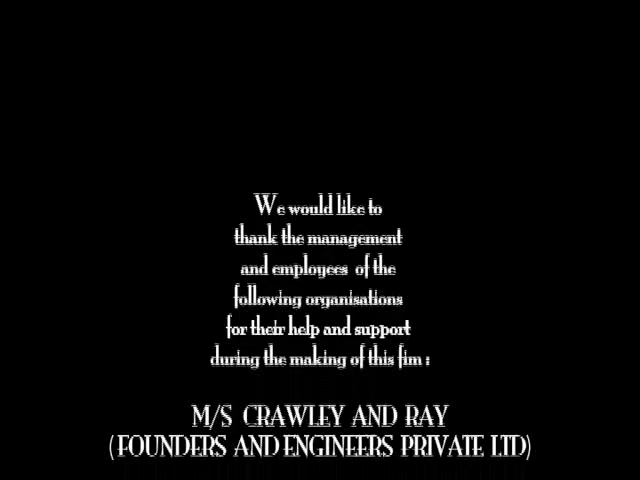 We would like to
thank the management
and employees of the
following organisations
for their help and support
during the making of this fim :
M/S CRAWLEY AND RAY
(FOUNDERS AND ENGINEERS PRIVATE LTD)